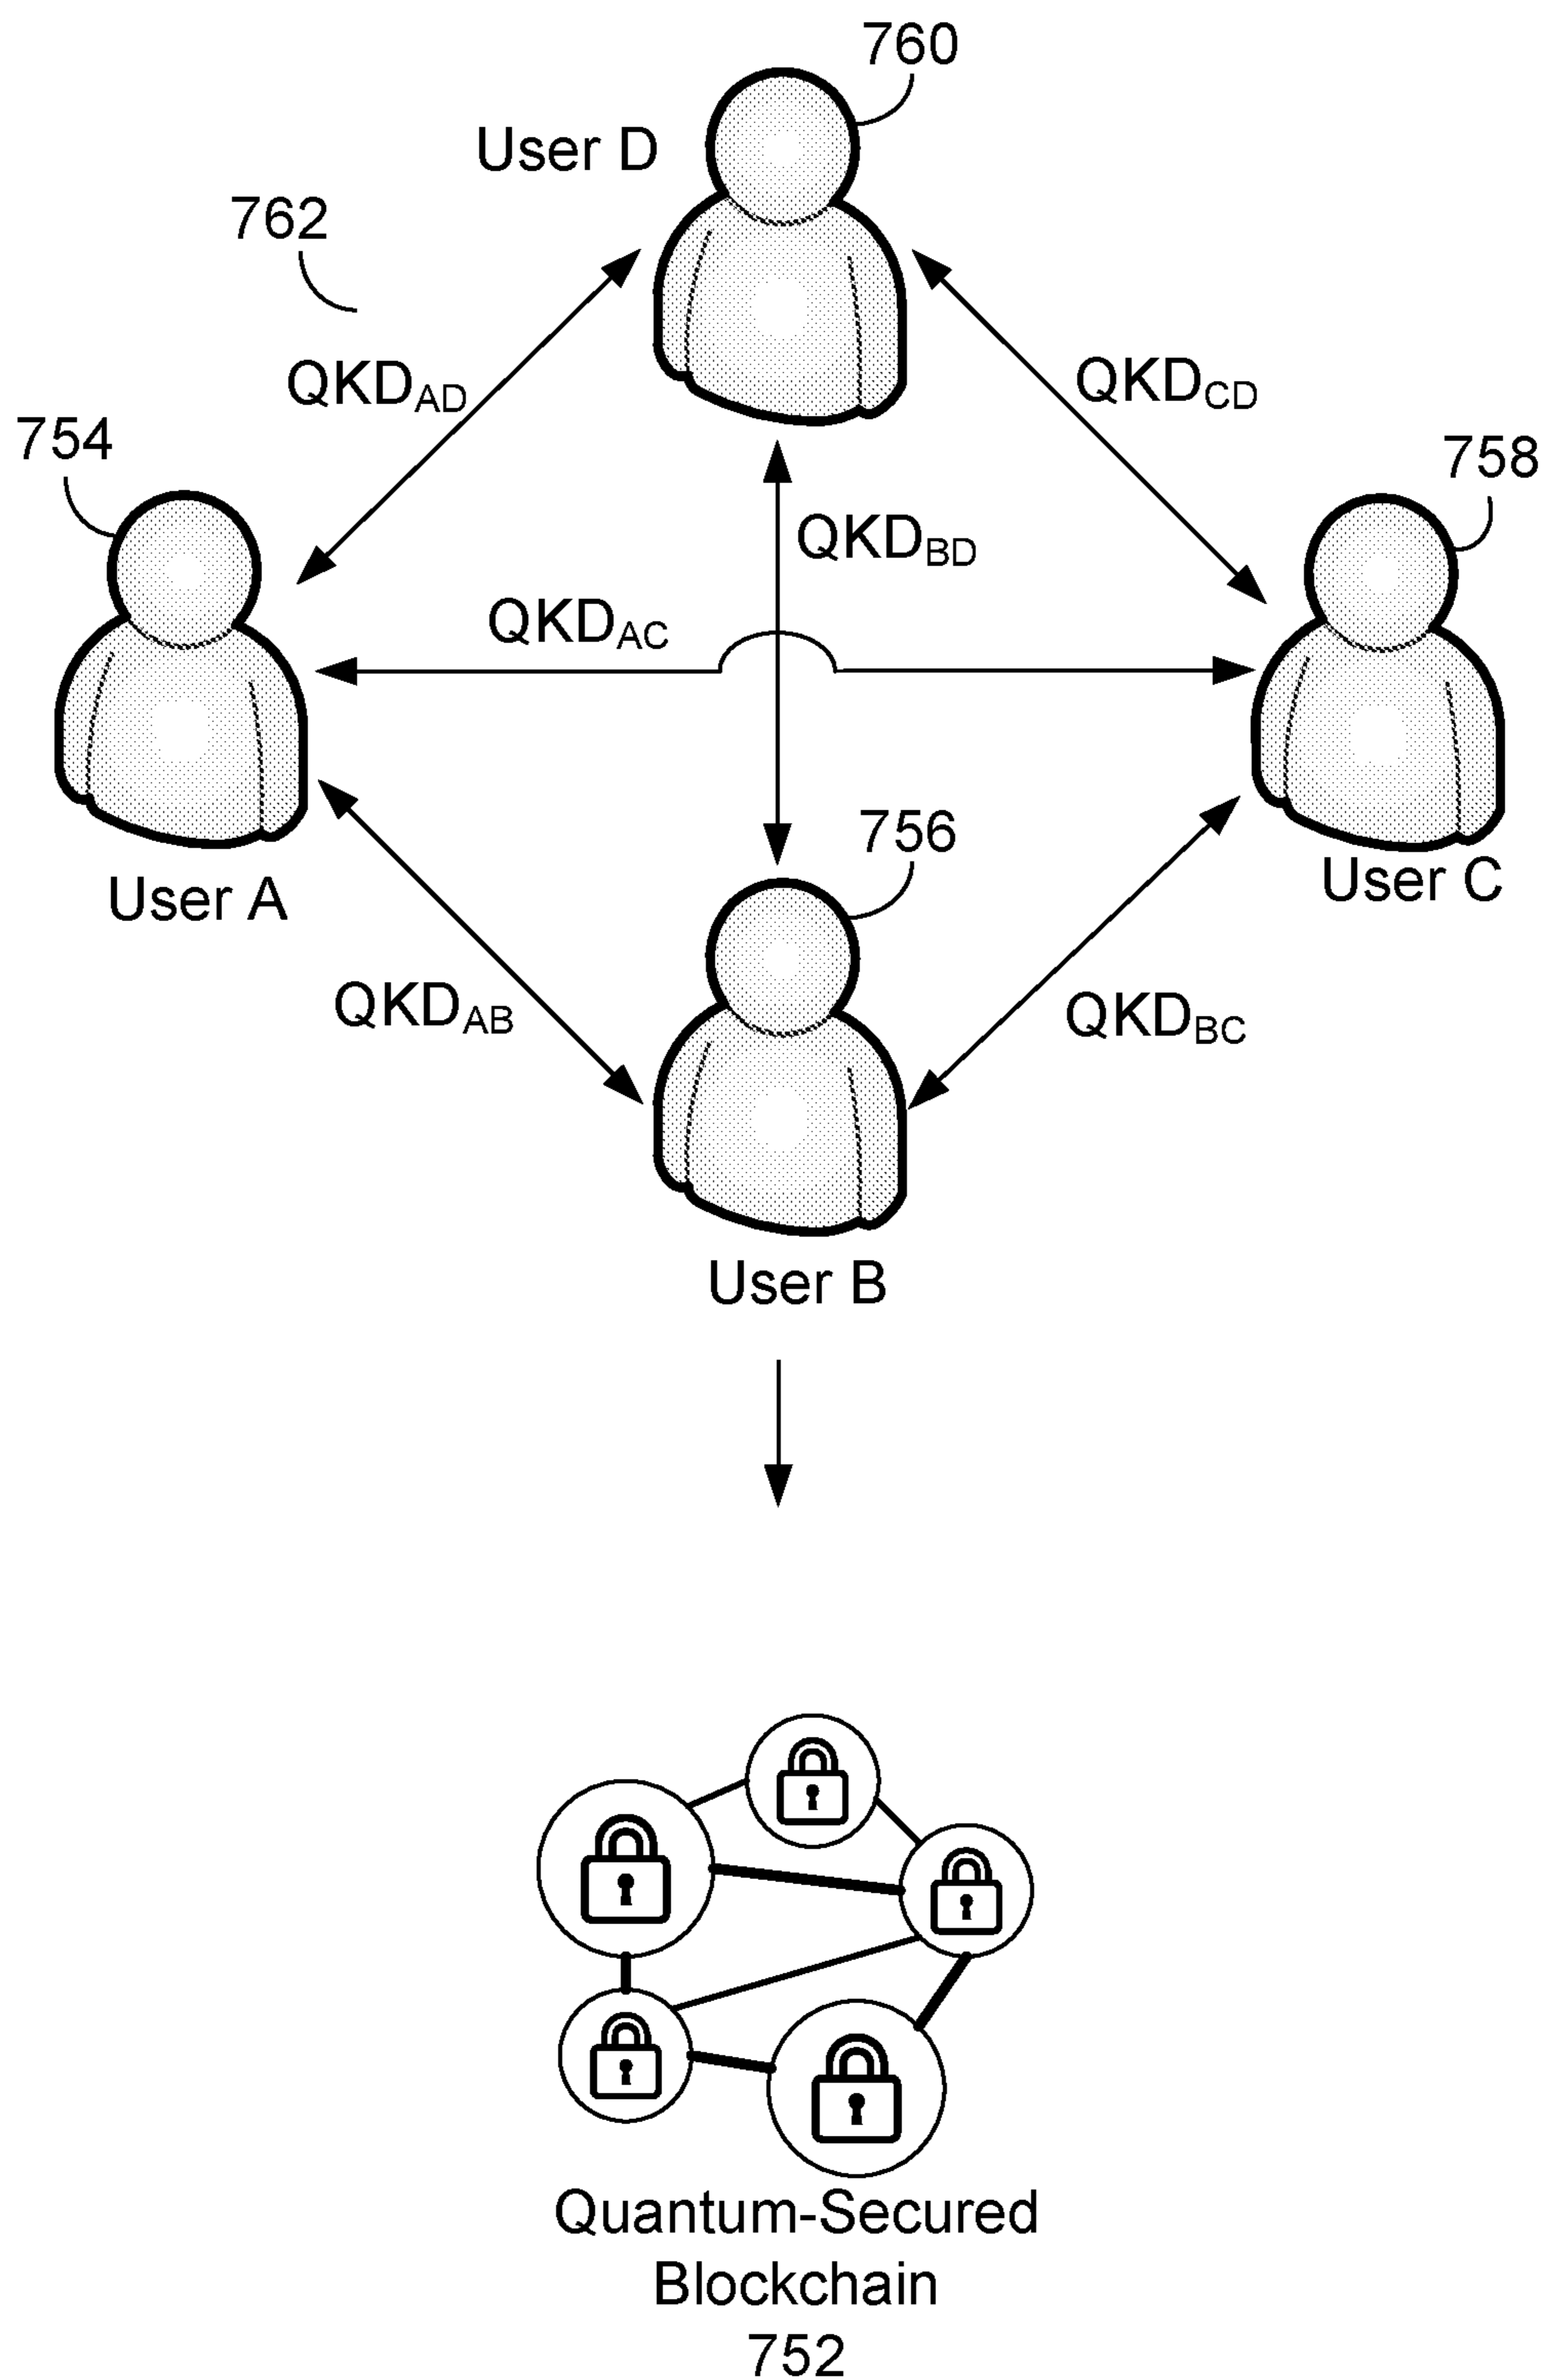 760
User D
762
QKDAD
QKDCD
754
758
QKDBD
QKDAC
756
User A
User C
QKDAB
QKDBC
User B
Quantum-Secured
Blockchain
752